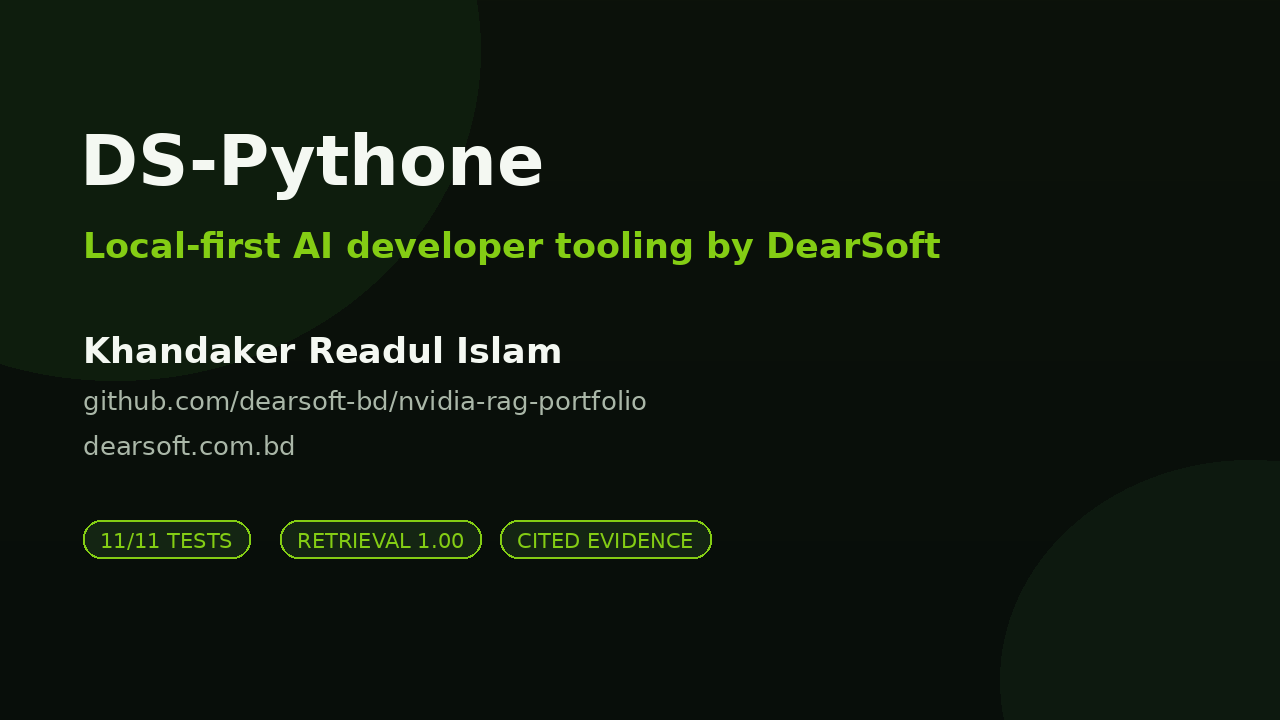 DS-Pythone
Local-first AI developer tooling by DearSoft
Khandaker Readul Islam
github.com/dearsoft-bd/nvidia-rag-portfolio
dearsoft.com.bd
11/11 TESTS RETRIEVAL 1.00 CITED EVIDENCE